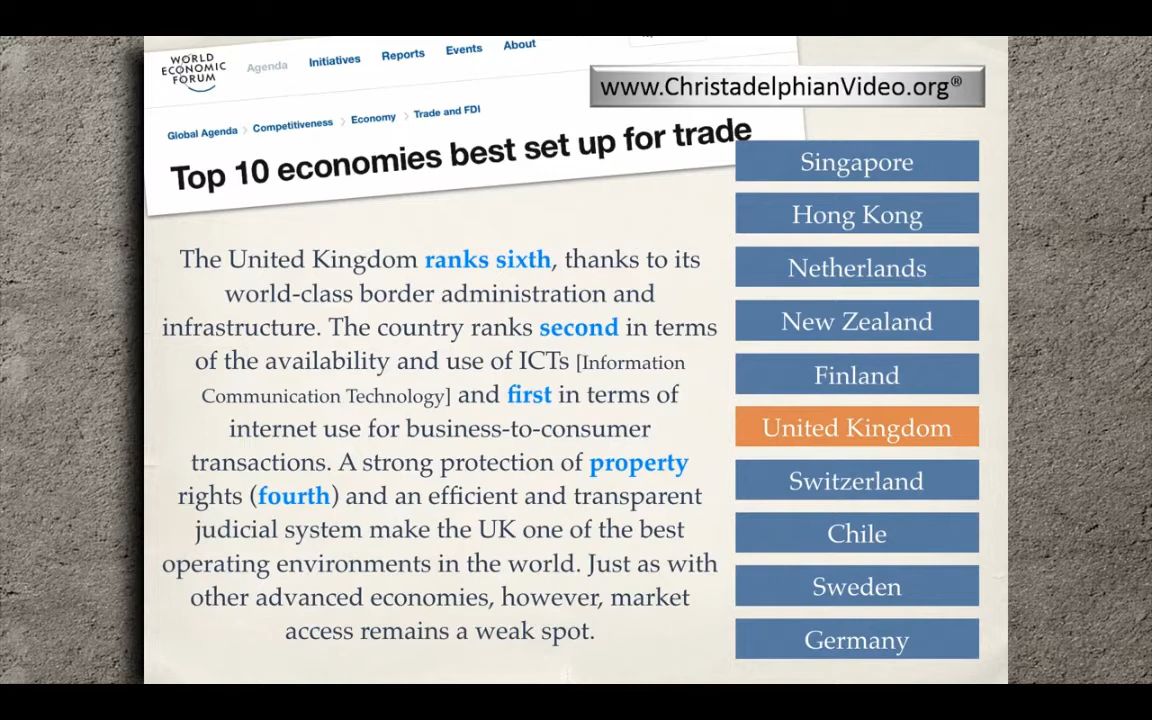 WORLD
ECONOMIC
FORUM
Agenda Initiatives Reports Events About
www.ChristadelphianVideo.org®
Global Agenda > Competitiveness > Economy > Trade and FDI
Top 10 economies best set up for trade
The United Kingdom ranks sixth, thanks to its
world-class border administration and
infrastructure. The country ranks second in terms
of the availability and use of ICTs [Information
Communication Technology] and first in terms of
internet use for business-to-consumer
transactions. A strong protection of property
rights (fourth) and an efficient and transparent
judicial system make the UK one of the best
operating environments in the world. Just as with
other advanced economies, however, market
access remains a weak spot.
Singapore
Hong Kong
Netherlands
New Zealand
Finland
United Kingdom
Switzerland
Chile
Sweden
Germany